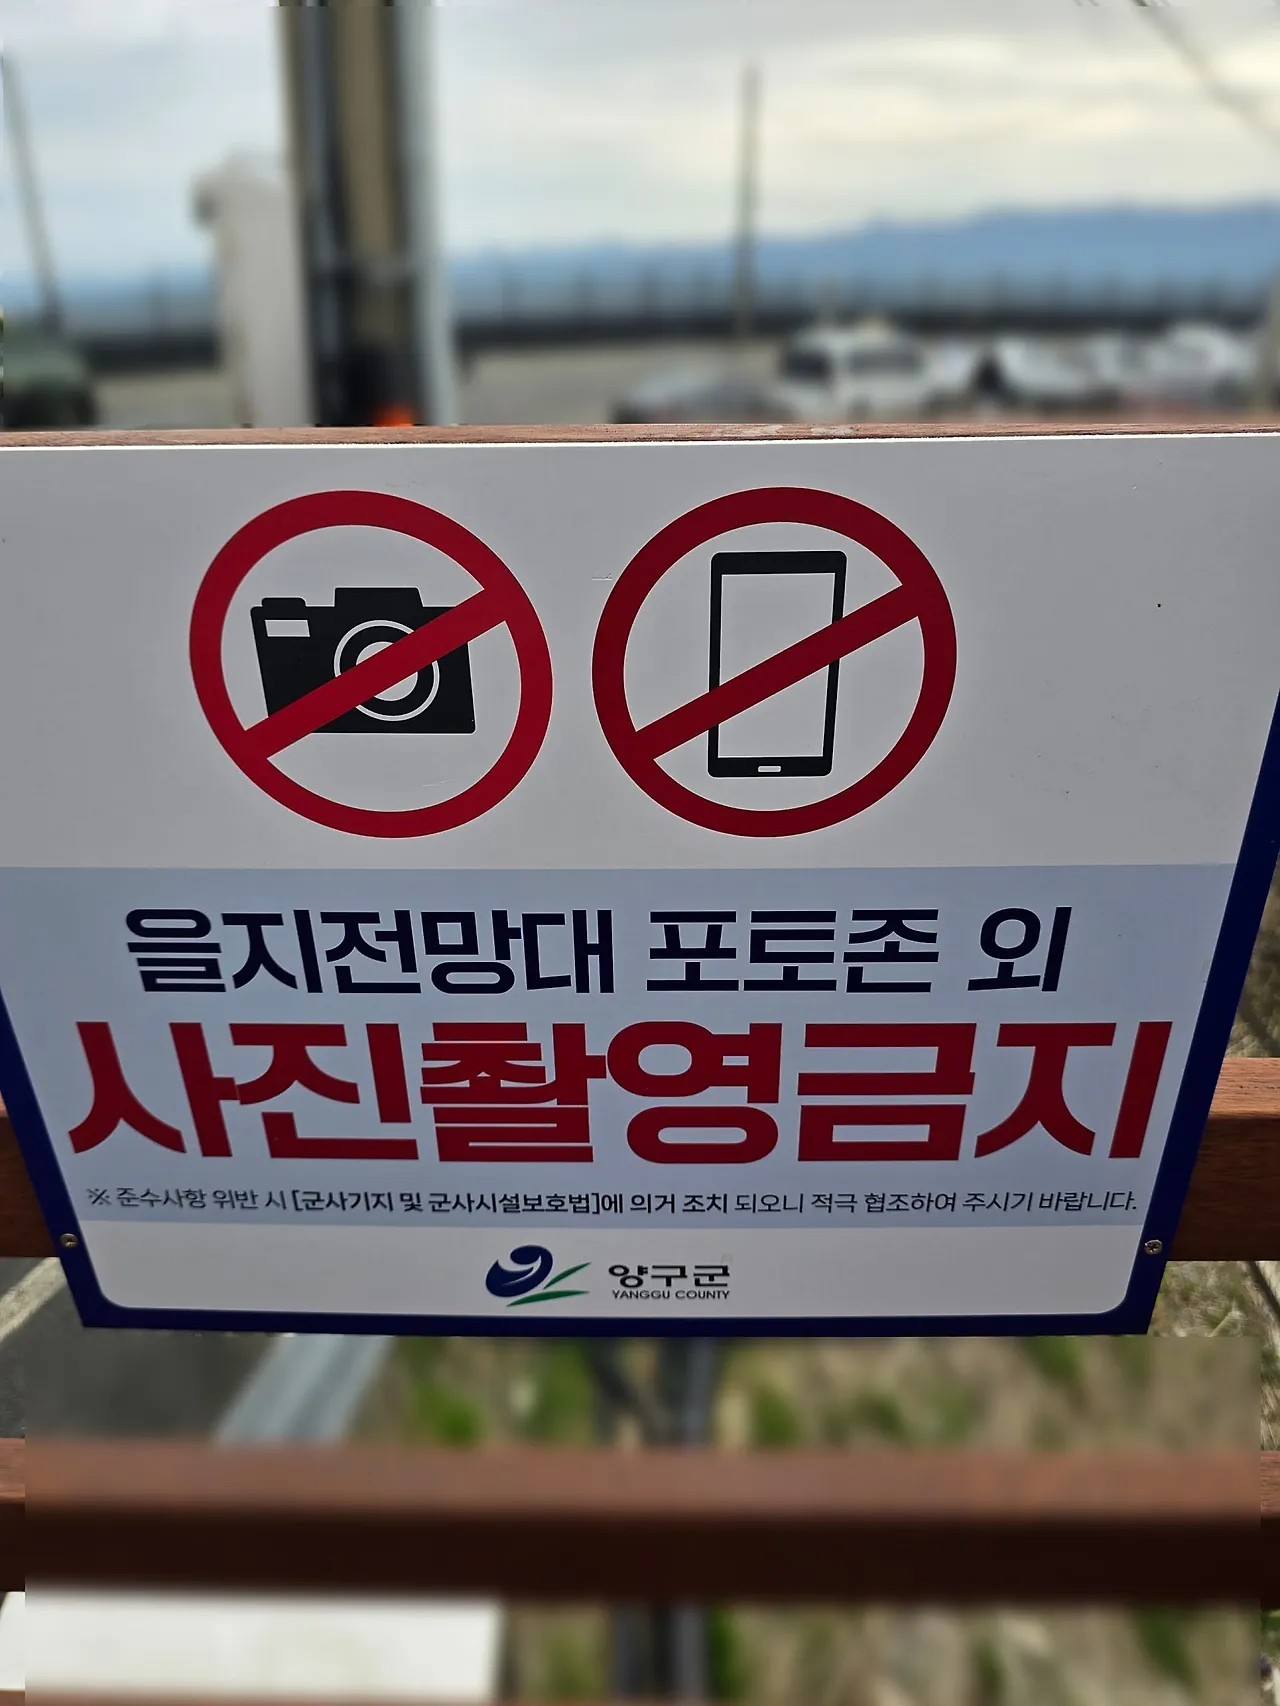 을지전망대 포토존 외
사진촬영금지
※ 준수사항 위반 시 [군사기지 및 군사시설보호법]에 의거 조치 되오니 적극 협조하여 주시기 바랍니다.
양구군
YANGGU COUNTY